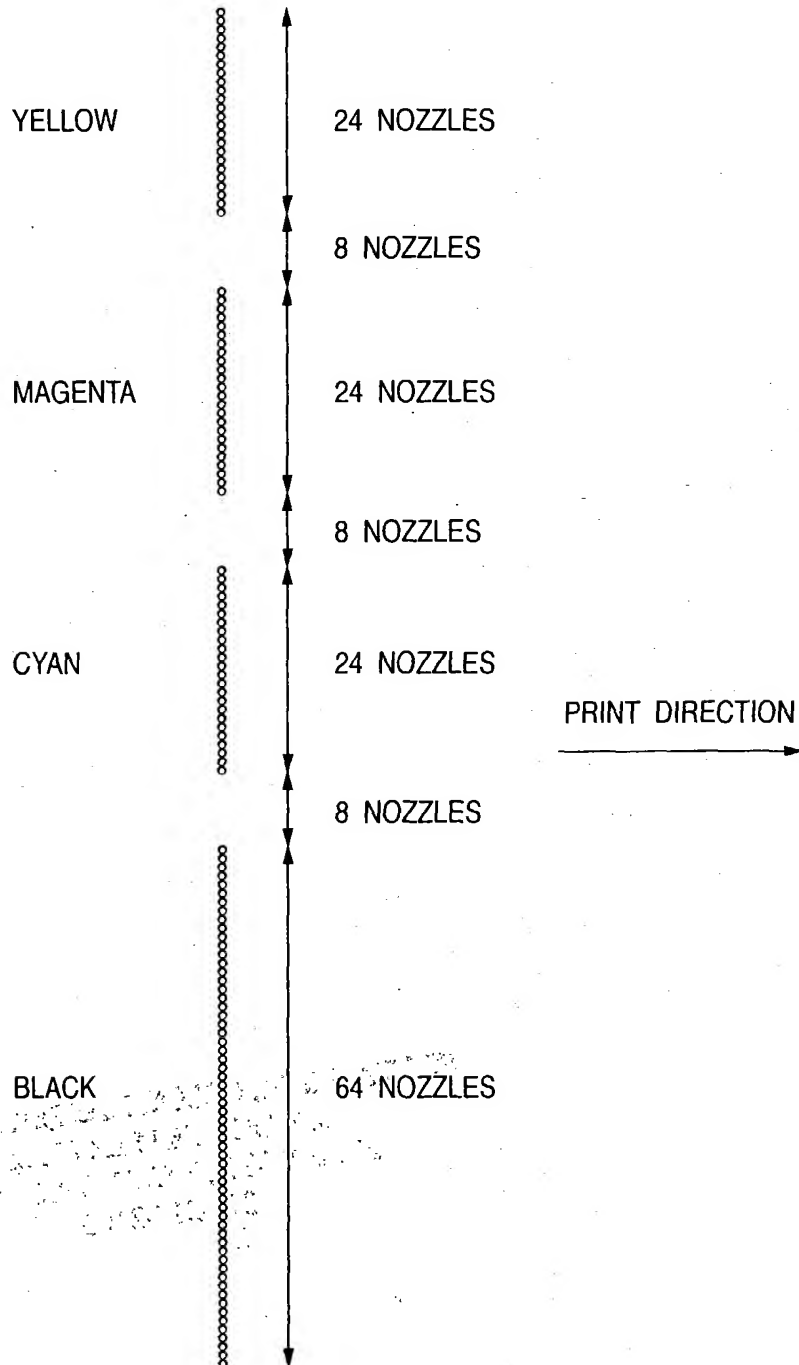 YELLOW
24 NOZZLES
8 NOZZLES
MAGENTA
24 NOZZLES
8 NOZZLES
CYAN
24 NOZZLES
PRINT DIRECTION
8 NOZZLES
BLACK
64 NOZZLES